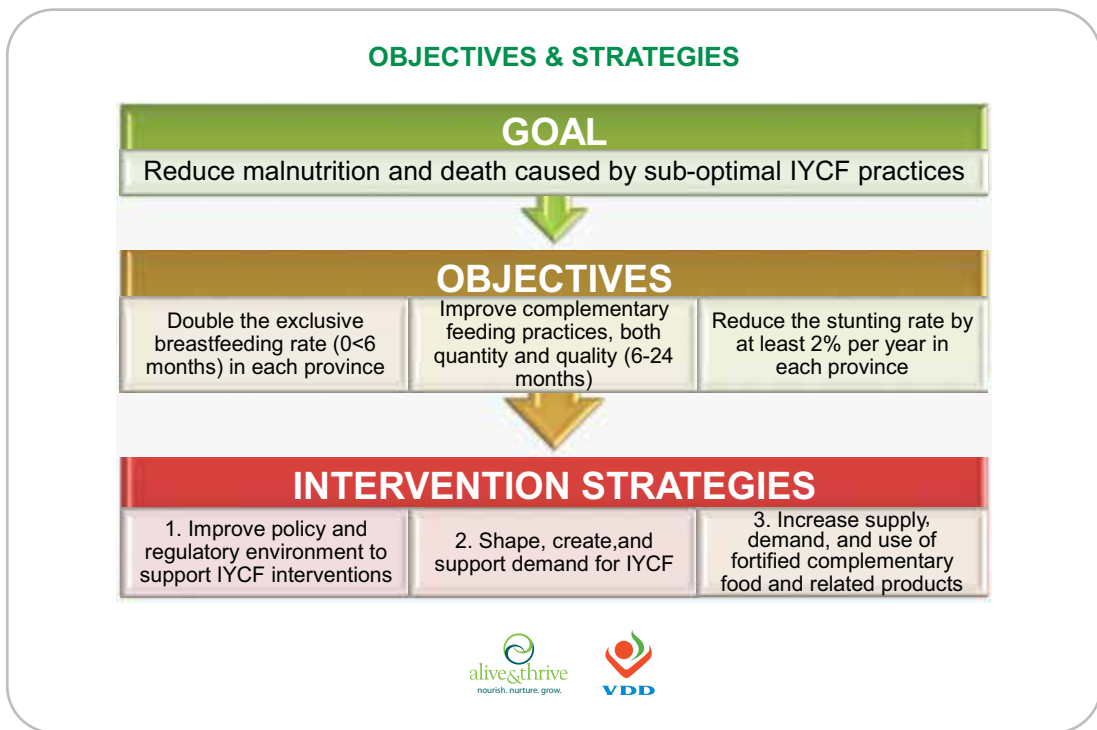 OBJECTIVES & STRATEGIES
GOAL
Reduce malnutrition and death caused by sub-optimal IYCF practices
OBJECTIVES
Double the exclusive
breastfeeding rate (0<6
months) in each province
Improve complementary
feeding practices, both
quantity and quality (6-24
months)
Reduce the stunting rate by
at least 2% per year in
each province
INTERVENTION STRATEGIES
1. Improve policy and
regulatory environment to
support IYCF interventions
2. Shape, create,and
support demand for IYCF
3. Increase supply,
demand, and use of
fortified complementary
food and related products
alive&thrive
nourish. nurture. grow.
VDD